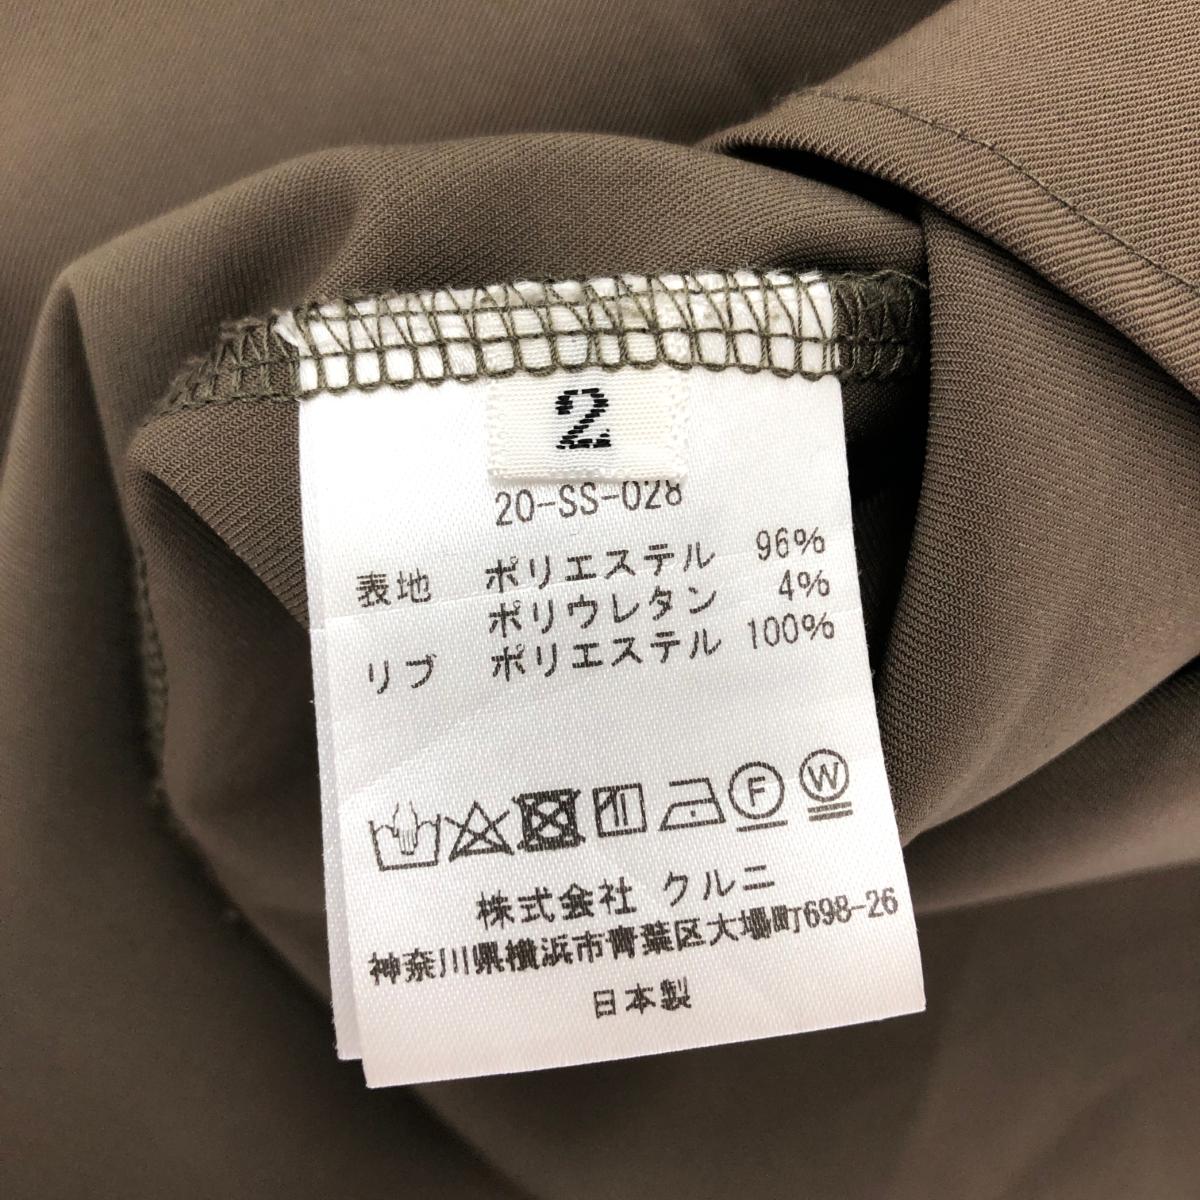 2
20-SS-028
表地 ポリエステル 96%
ポリウレタン 4%
リブ ポリエステル 100%
F W
株式会社 クルニ
神奈川県横浜市青葉区大場町698-26
日本製